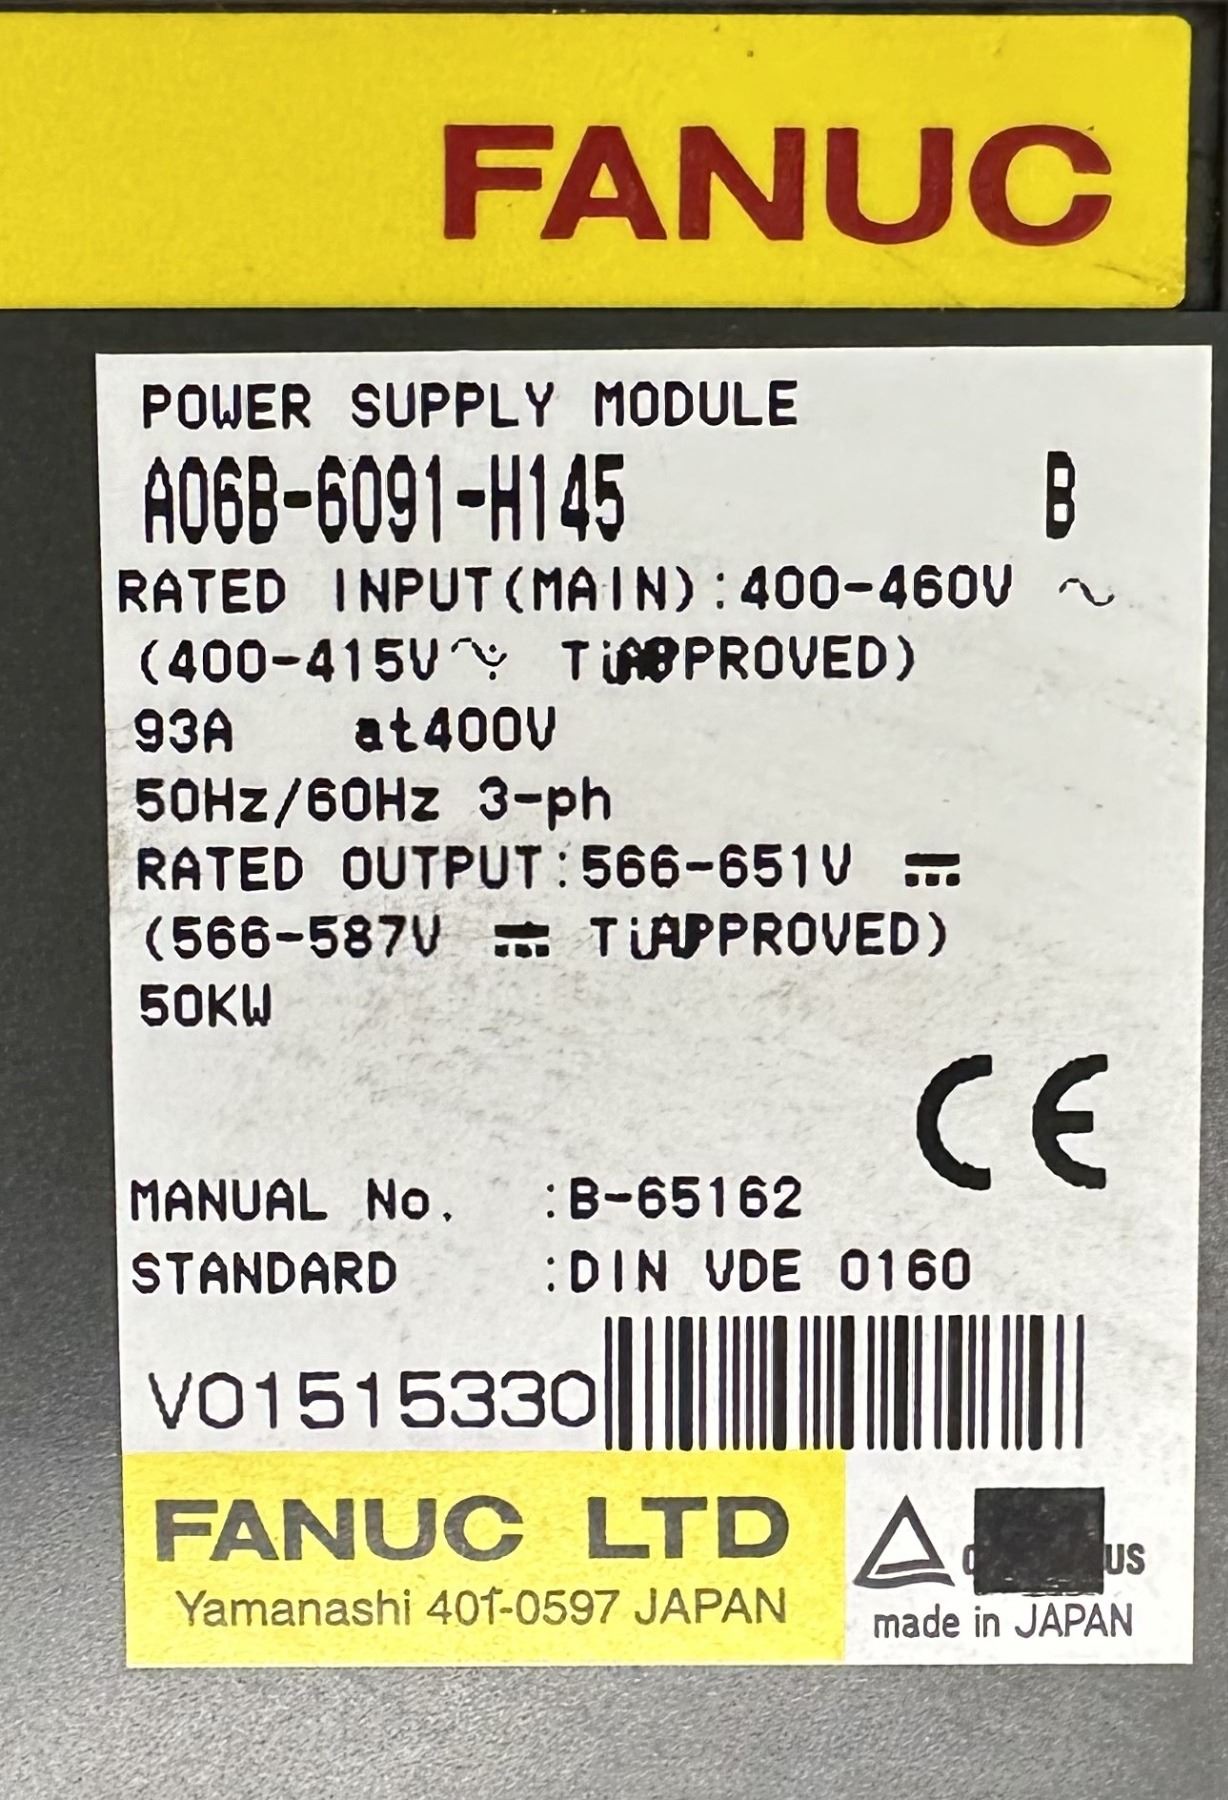 FANUC
POWER SUPPLY MODULE
A06B-6091-H145 B
RATED INPUT(MAIN):400-460V ~
(400-415V~ APPROVED)
93A at400V
50Hz/60Hz 3-ph
RATED OUTPUT:566-651V ⎓
(566-587V ⎓ APPROVED)
50KW
CE
MANUAL No. :B-65162
STANDARD :DIN VDE 0160
V01515330
FANUC LTD
Yamanashi 401-0597 JAPAN
US
made in JAPAN